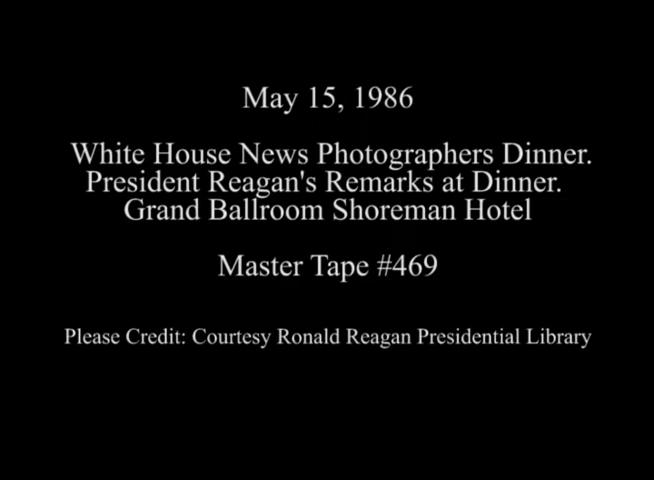 May 15, 1986
White House News Photographers Dinner.
President Reagan's Remarks at Dinner.
Grand Ballroom Shoreman Hotel
Master Tape #469
Please Credit: Courtesy Ronald Reagan Presidential Library